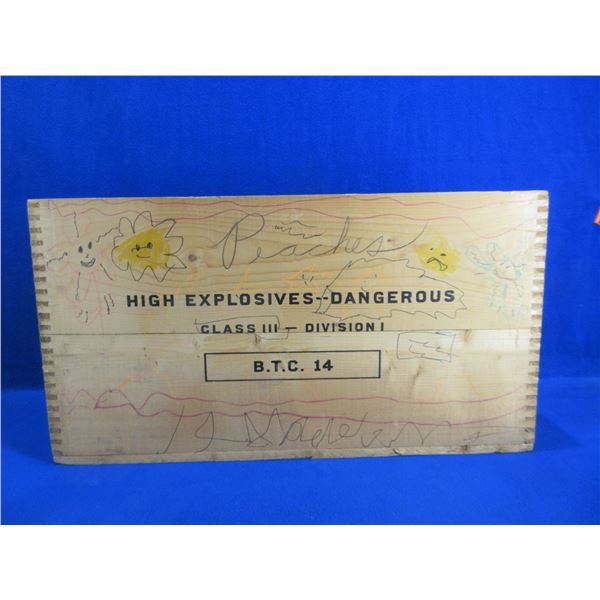 Peaches
HIGH EXPLOSIVES--DANGEROUS
CLASS III — DIVISION I
B.T.C. 14